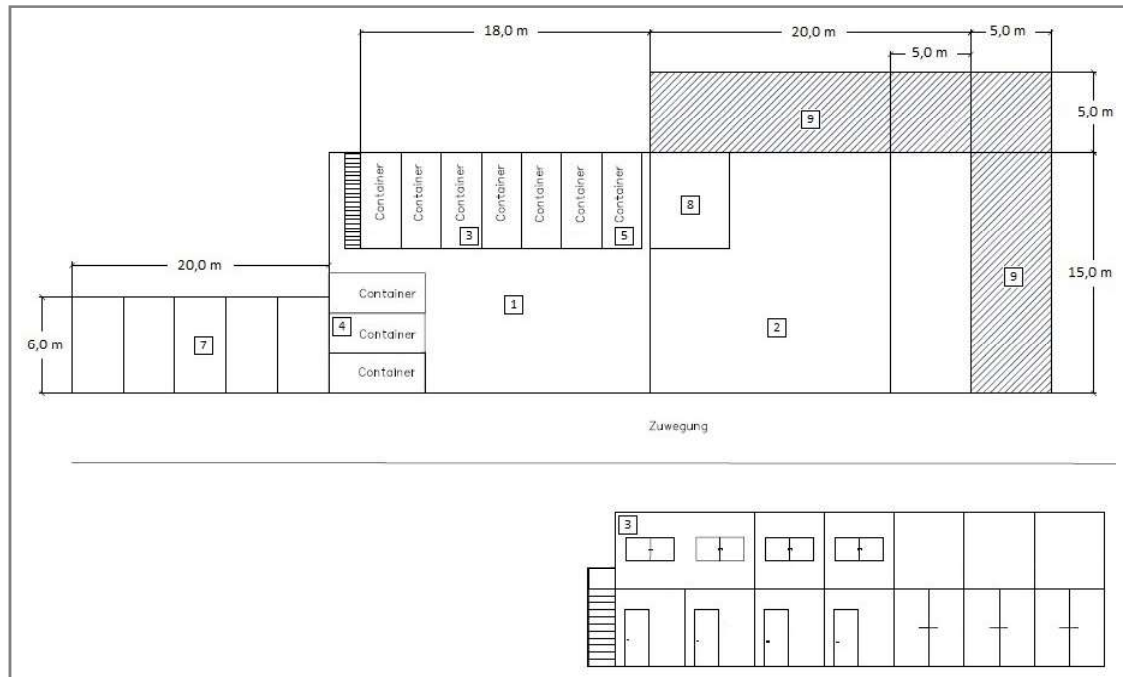 18,0 m
20,0 m
5,0 m
5,0 m
5,0 m
9
Container
Container
Container
Container
Container
Container
Container
8
3
5
20,0 m
9
15,0 m
Container
1
7
4
Container
2
6,0 m
Container
Zuwegung
3